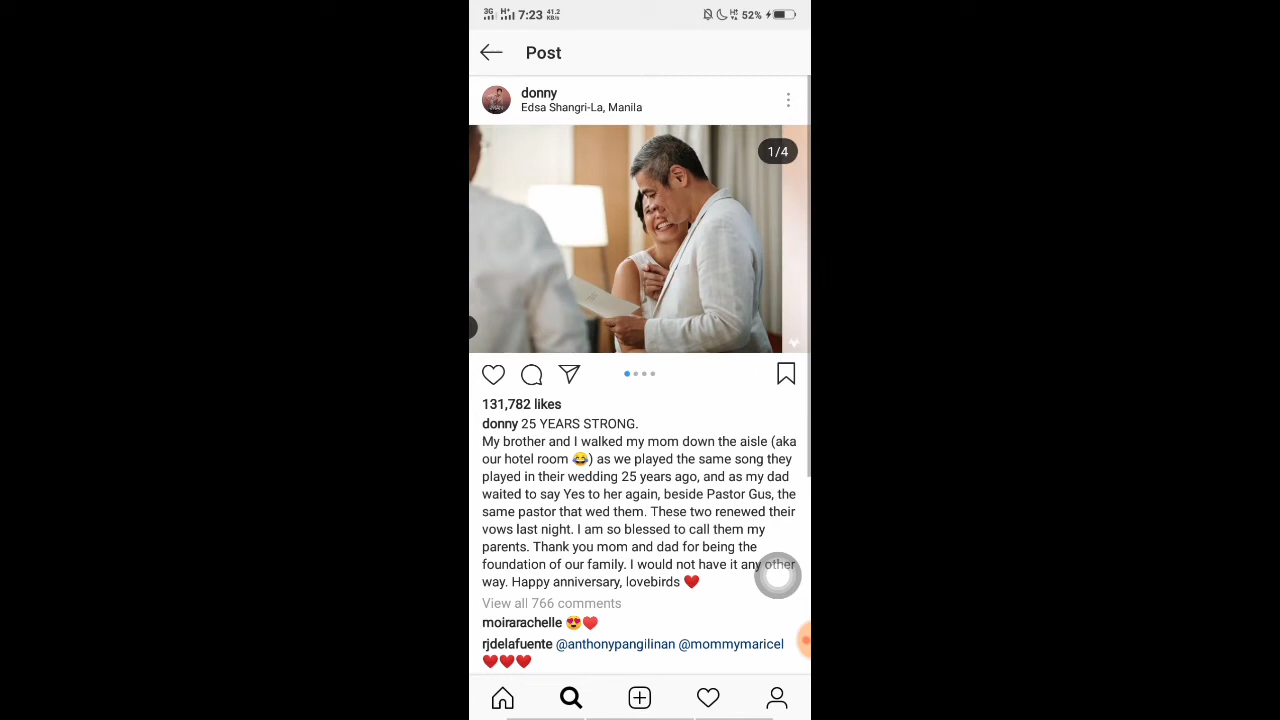 3G H+ 7:23 41.2 KB/s 52%
Post
donny
Edsa Shangri-La, Manila
1/4
131,782 likes
donny 25 YEARS STRONG.
My brother and I walked my mom down the aisle (aka
our hotel room 😂) as we played the same song they
played in their wedding 25 years ago, and as my dad
waited to say Yes to her again, beside Pastor Gus, the
same pastor that wed them. These two renewed their
vows last night. I am so blessed to call them my
parents. Thank you mom and dad for being the
foundation of our family. I would not have it any other
way. Happy anniversary, lovebirds ❤️
View all 766 comments
moirarachelle 😍❤️
rjdelafuente @anthonypangilinan @mommymaricel
❤️❤️❤️